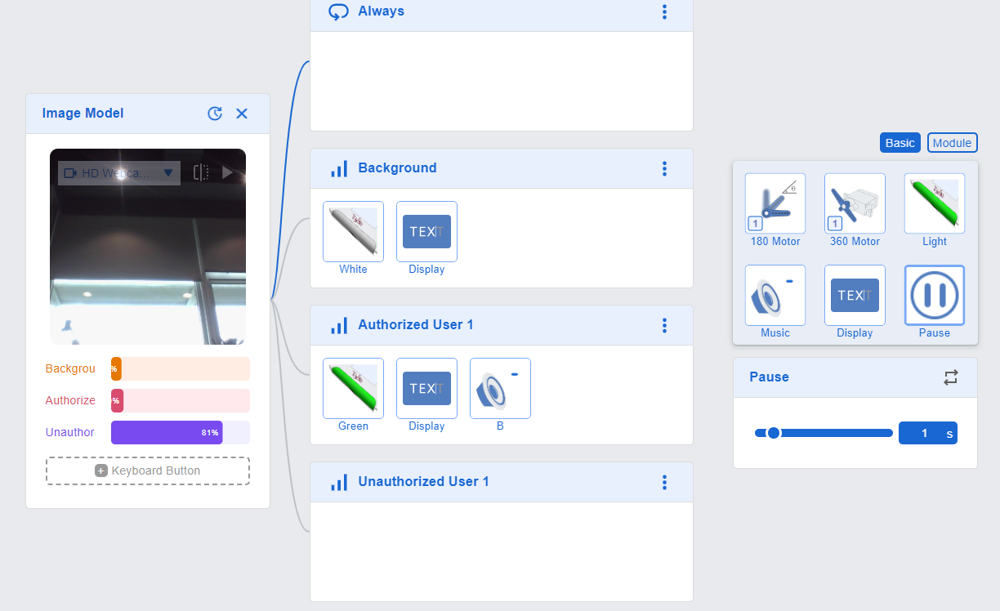 Always
Image Model
HD Webca...
Backgrou
%
Authorize
%
Unauthor
81%
Keyboard Button
Background
TEXT
White
Display
Authorized User 1
TEXT
Green
Display
B
Unauthorized User 1
Basic
Module
θ
1
1
180 Motor
360 Motor
Light
TEXT
Music
Display
Pause
Pause
1 s